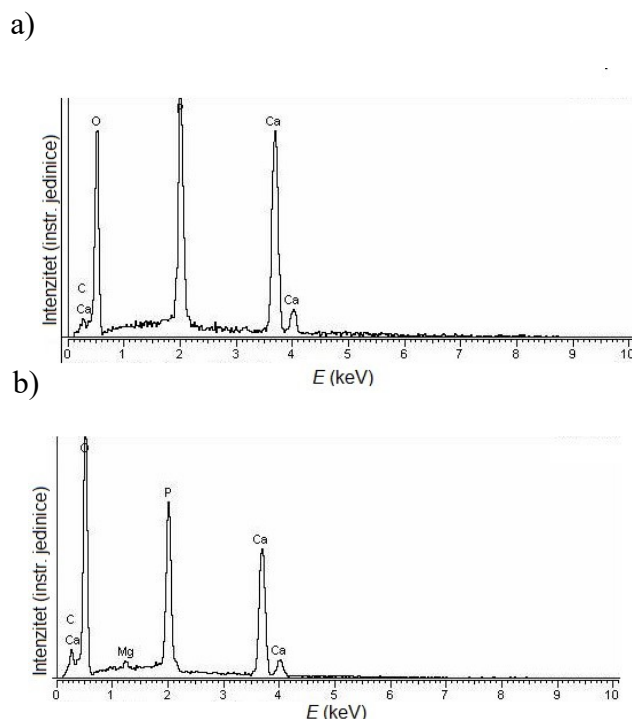 a)
Intenzitet (instr. jedinice)
O
P
Ca
C
Ca
Ca
0 1 2 3 4 5 6 7 8 9 10
E (keV)
b)
Intenzitet (instr. jedinice)
O
P
Ca
C
Ca
Mg
Ca
0 1 2 3 4 5 6 7 8 9 10
E (keV)